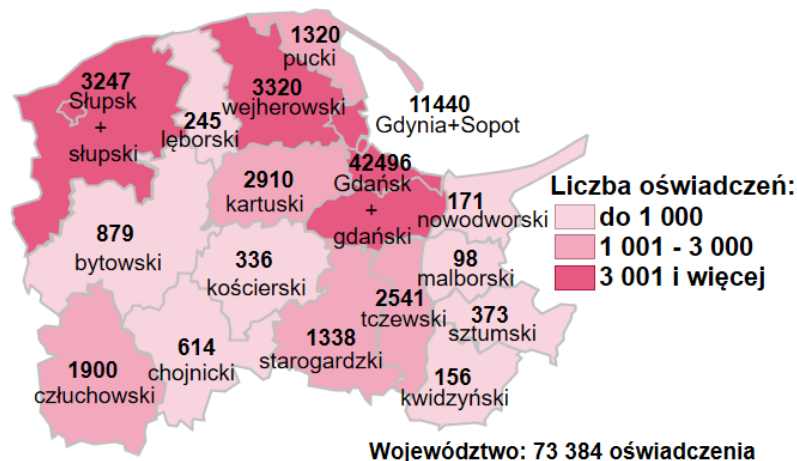 1320
pucki
3247
Słupsk
+
słupski
3320
wejherowski
245
lęborski
11440
Gdynia+Sopot
42496
Gdańsk
+
gdański
2910
kartuski
171
nowodworski
879
bytowski
336
kościerski
98
malborski
2541
tczewski
373
sztumski
1338
starogardzki
614
chojnicki
1900
człuchowski
156
kwidzyński
Liczba oświadczeń:
do 1 000
1 001 - 3 000
3 001 i więcej
Województwo: 73 384 oświadczenia